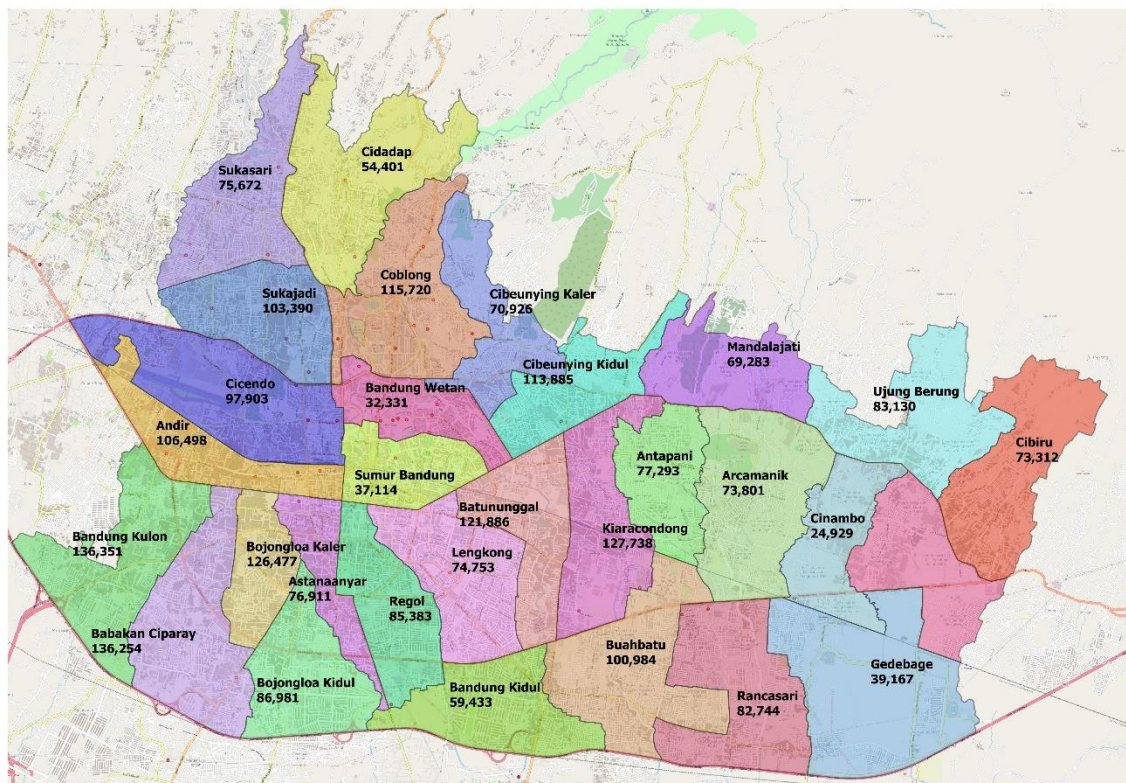 Cidadap
54,401
Sukasari
75,672
Coblong
115,720
Sukajadi
103,390
Cibeunying Kaler
70,926
Mandalajati
69,283
Cibeunying Kidul
113,885
Cicendo
97,903
Bandung Wetan
32,331
Ujung Berung
83,130
Andir
106,498
Cibiru
73,312
Sumur Bandung
37,114
Antapani
77,293
Arcamanik
73,801
Batununggal
121,886
Cinambo
24,929
Kiaracondong
127,738
Bandung Kulon
136,351
Bojongloa Kaler
126,477
Lengkong
74,753
Astanaanyar
76,911
Regol
85,383
Babakan Ciparay
136,254
Buahbatu
100,984
Gedebage
39,167
Bojongloa Kidul
86,981
Bandung Kidul
59,433
Rancasari
82,744